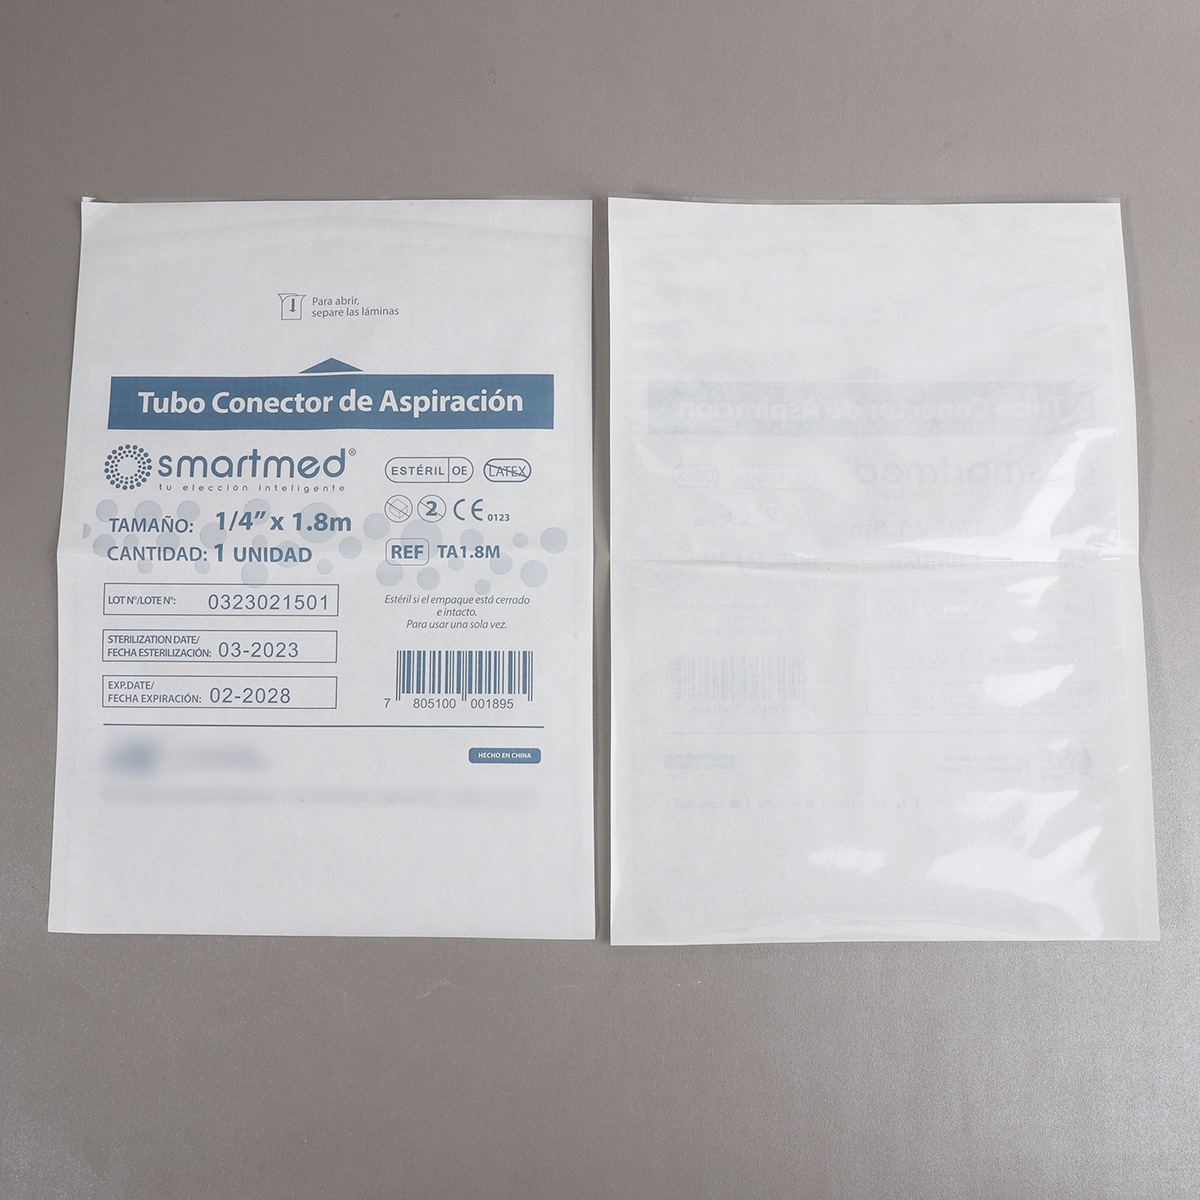 Para abrir,
separe las láminas
Tubo Conector de Aspiración
smartmed®
tu elección inteligente
ESTÉRIL OE
LATEX
2 CE 0123
TAMAÑO: 1/4” x 1.8m
CANTIDAD: 1 UNIDAD
REF TA1.8M
LOT Nº/LOTE Nº: 0323021501
STERILIZATION DATE/
FECHA ESTERILIZACIÓN: 03-2023
EXP.DATE/
FECHA EXPIRACIÓN: 02-2028
Estéril si el empaque está cerrado
e intacto.
Para usar una sola vez.
7 805100 001895
HECHO EN CHINA